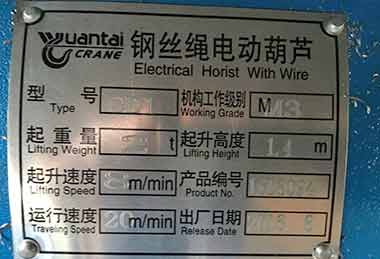 Yuantai CRANE 钢丝绳电动葫芦
Electrical Horist With Wire
型号 机构工作级别 M
Type Working Grade
起重量 t 起升高度 m
Lifting Weight Lifting Height
起升速度 8 m/min 产品编号
Lifting Speed Product No.
运行速度 20 m/min 出厂日期
Traveling Speed Release Date